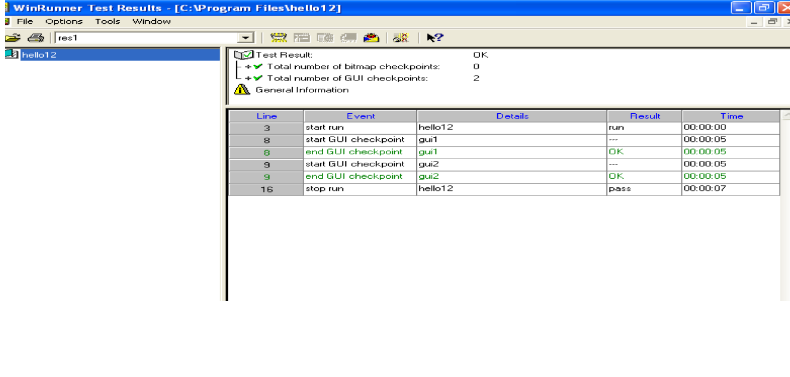 WinRunner Test Results - [C:\Program Files\hello12]
File Options Tools Window
res1
hello12
Test Result: OK
Total number of bitmap checkpoints: 0
Total number of GUI checkpoints: 2
General Information
Line Event Details Result Time
3 start run hello12 run 00:00:00
8 start GUI checkpoint gui1 --- 00:00:05
8 end GUI checkpoint gui1 OK 00:00:05
9 start GUI checkpoint gui2 --- 00:00:05
9 end GUI checkpoint gui2 OK 00:00:05
16 stop run hello12 pass 00:00:07